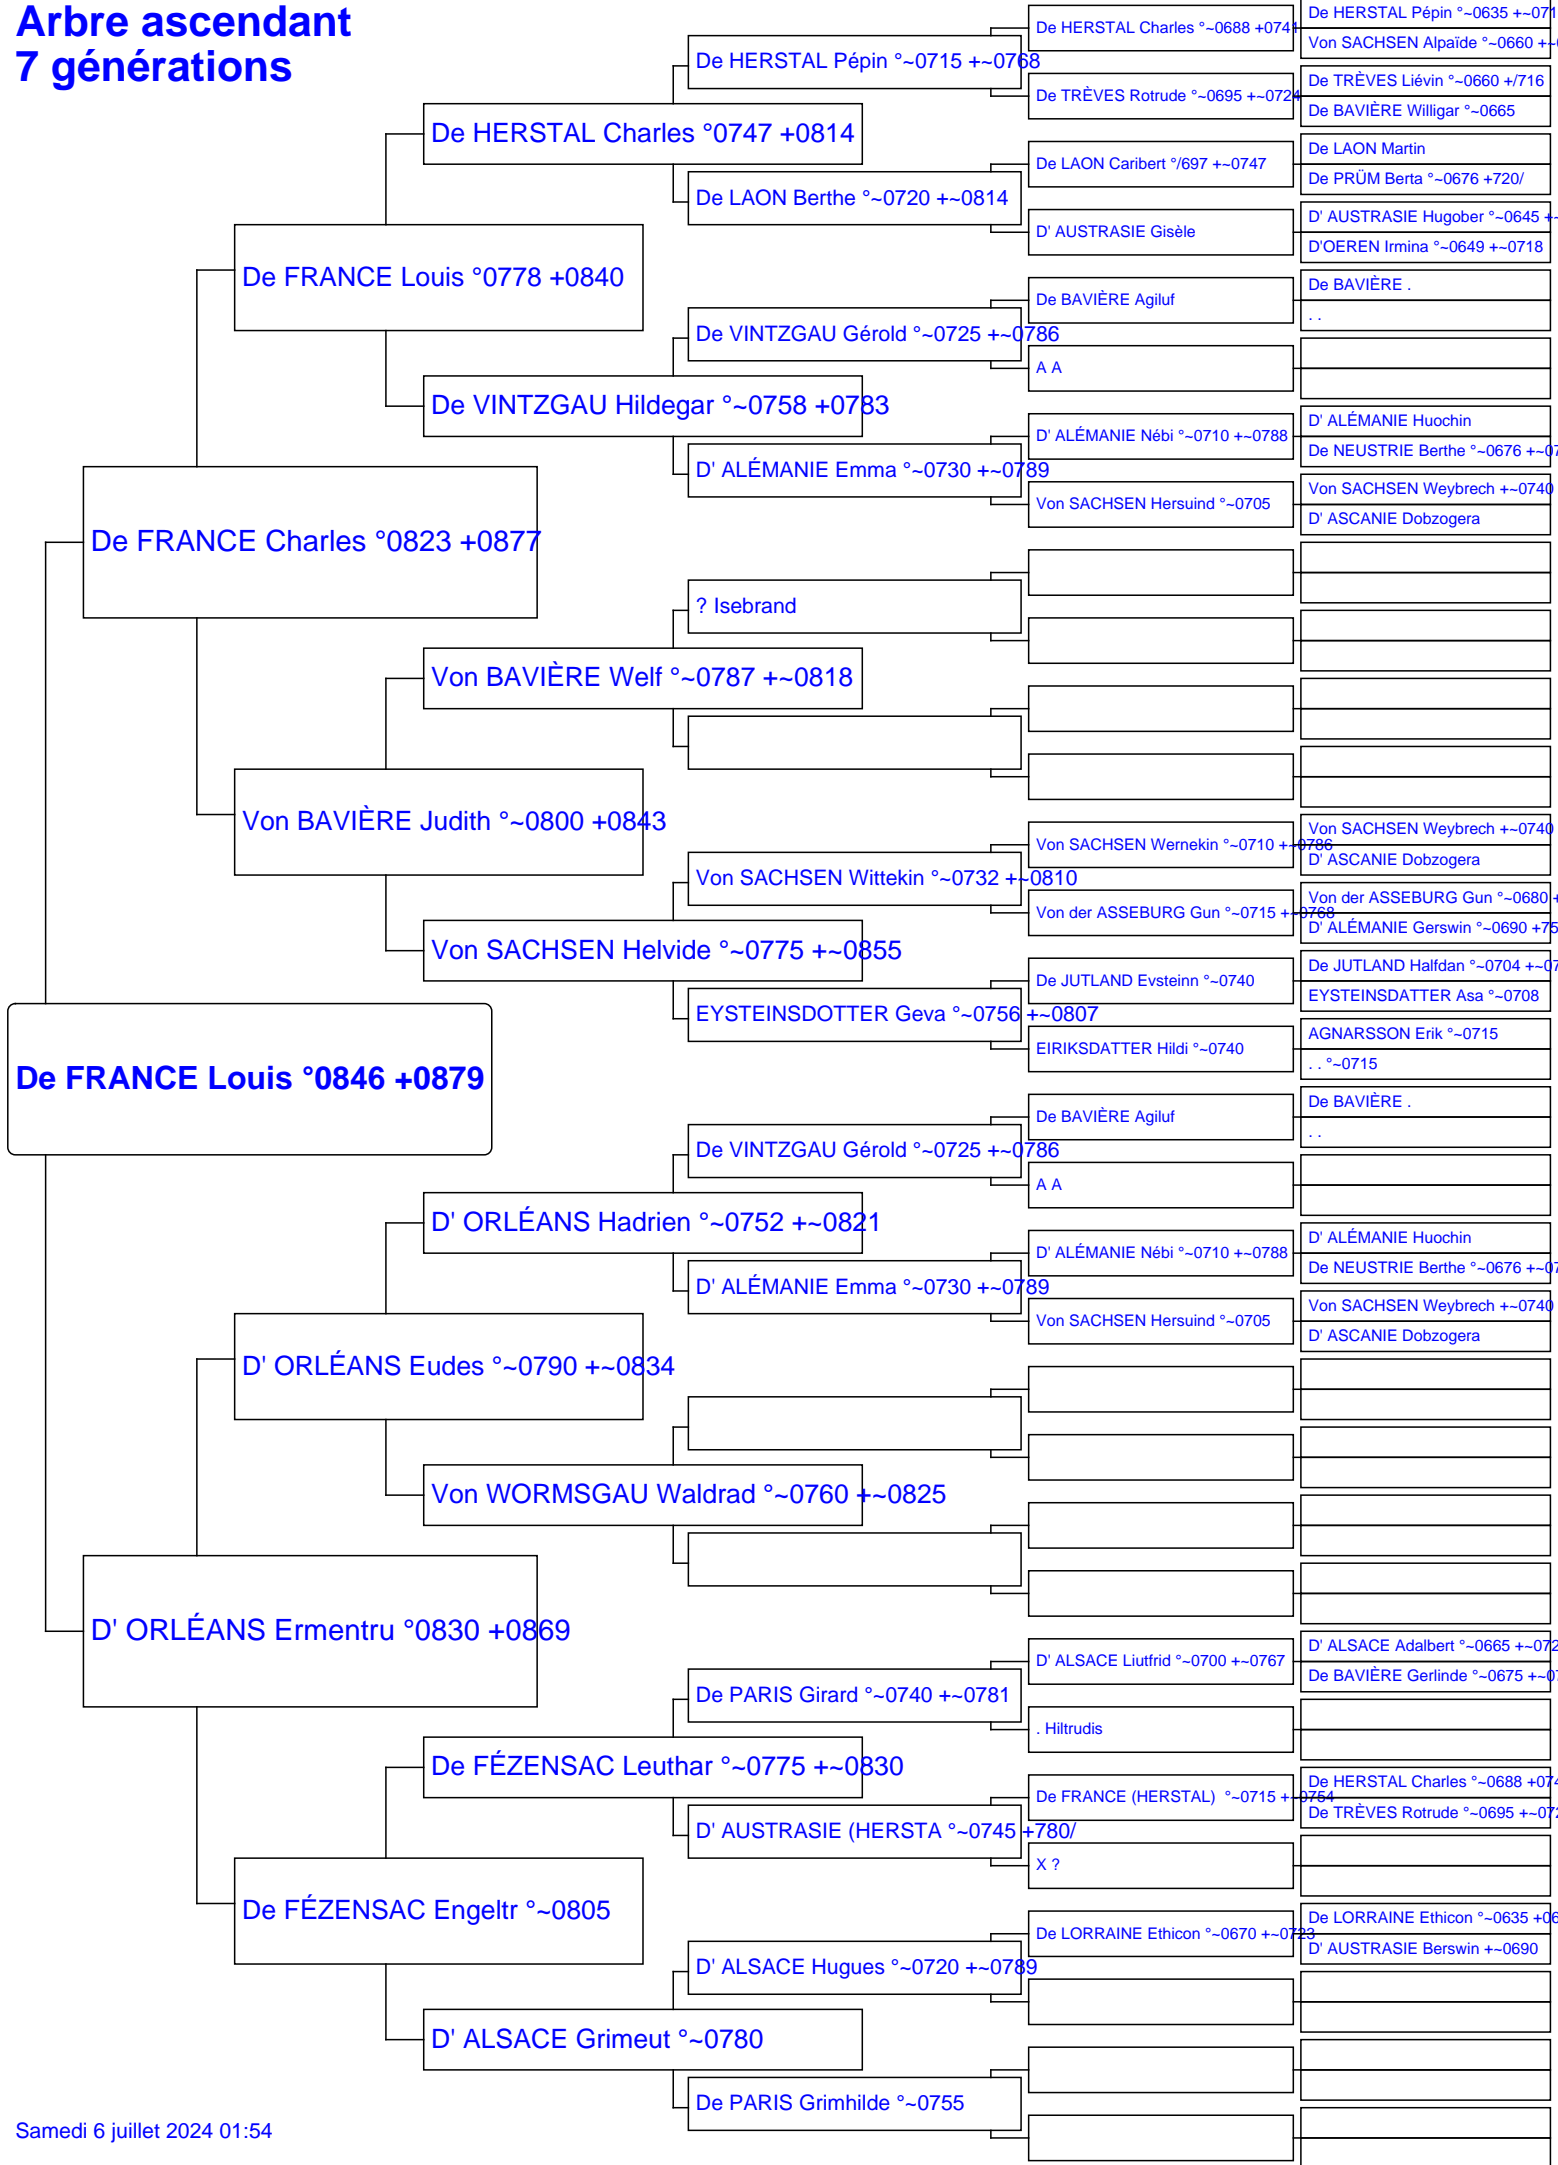 Arbre ascendant
7 générations
De HERSTAL Charles °~0688 +0741
De HERSTAL Pépin °~0635 +~071
Von SACHSEN Alpaïde °~0660 +~
De HERSTAL Pépin °~0715 +~0768
De TRÈVES Rotrude °~0695 +~0724
De TRÈVES Liévin °~0660 +/716
De BAVIÈRE Willigar °~0665
De HERSTAL Charles °0747 +0814
De LAON Caribert °/697 +~0747
De LAON Martin
De PRÜM Berta °~0676 +720/
De LAON Berthe °~0720 +~0814
D' AUSTRASIE Gisèle
D' AUSTRASIE Hugober °~0645 +~
D'OEREN Irmina °~0649 +~0718
De FRANCE Louis °0778 +0840
De BAVIÈRE Agiluf
De BAVIÈRE .
. .
De VINTZGAU Gérold °~0725 +~0786
A A
De VINTZGAU Hildegar °~0758 +0783
D' ALÉMANIE Nébi °~0710 +~0788
D' ALÉMANIE Huochin
De NEUSTRIE Berthe °~0676 +~07
D' ALÉMANIE Emma °~0730 +~0789
Von SACHSEN Hersuind °~0705
Von SACHSEN Weybrech +~0740
D' ASCANIE Dobzogera
De FRANCE Charles °0823 +0877
? Isebrand
Von BAVIÈRE Welf °~0787 +~0818
Von BAVIÈRE Judith °~0800 +0843
Von SACHSEN Wernekin °~0710 +~0786
Von SACHSEN Weybrech +~0740
D' ASCANIE Dobzogera
Von SACHSEN Wittekin °~0732 +~0810
Von der ASSEBURG Gun °~0715 +~0768
Von der ASSEBURG Gun °~0680 +
D' ALÉMANIE Gerswin °~0690 +75
Von SACHSEN Helvide °~0775 +~0855
De JUTLAND Evsteinn °~0740
De JUTLAND Halfdan °~0704 +~07
EYSTEINSDATTER Asa °~0708
EYSTEINSDOTTER Geva °~0756 +~0807
EIRIKSDATTER Hildi °~0740
AGNARSSON Erik °~0715
. . °~0715
De FRANCE Louis °0846 +0879
De BAVIÈRE Agiluf
De BAVIÈRE .
. .
De VINTZGAU Gérold °~0725 +~0786
A A
D' ORLÉANS Hadrien °~0752 +~0821
D' ALÉMANIE Nébi °~0710 +~0788
D' ALÉMANIE Huochin
De NEUSTRIE Berthe °~0676 +~07
D' ALÉMANIE Emma °~0730 +~0789
Von SACHSEN Hersuind °~0705
Von SACHSEN Weybrech +~0740
D' ASCANIE Dobzogera
D' ORLÉANS Eudes °~0790 +~0834
Von WORMSGAU Waldrad °~0760 +~0825
D' ORLÉANS Ermentru °0830 +0869
D' ALSACE Liutfrid °~0700 +~0767
D' ALSACE Adalbert °~0665 +~072
De BAVIÈRE Gerlinde °~0675 +~07
De PARIS Girard °~0740 +~0781
. Hiltrudis
De FÉZENSAC Leuthar °~0775 +~0830
De FRANCE (HERSTAL) °~0715 +~0754
De HERSTAL Charles °~0688 +074
De TRÈVES Rotrude °~0695 +~072
D' AUSTRASIE (HERSTA °~0745 +780/
X ?
De FÉZENSAC Engeltr °~0805
De LORRAINE Ethicon °~0670 +~0723
De LORRAINE Ethicon °~0635 +06
D' AUSTRASIE Berswin +~0690
D' ALSACE Hugues °~0720 +~0789
D' ALSACE Grimeut °~0780
De PARIS Grimhilde °~0755
Samedi 6 juillet 2024 01:54